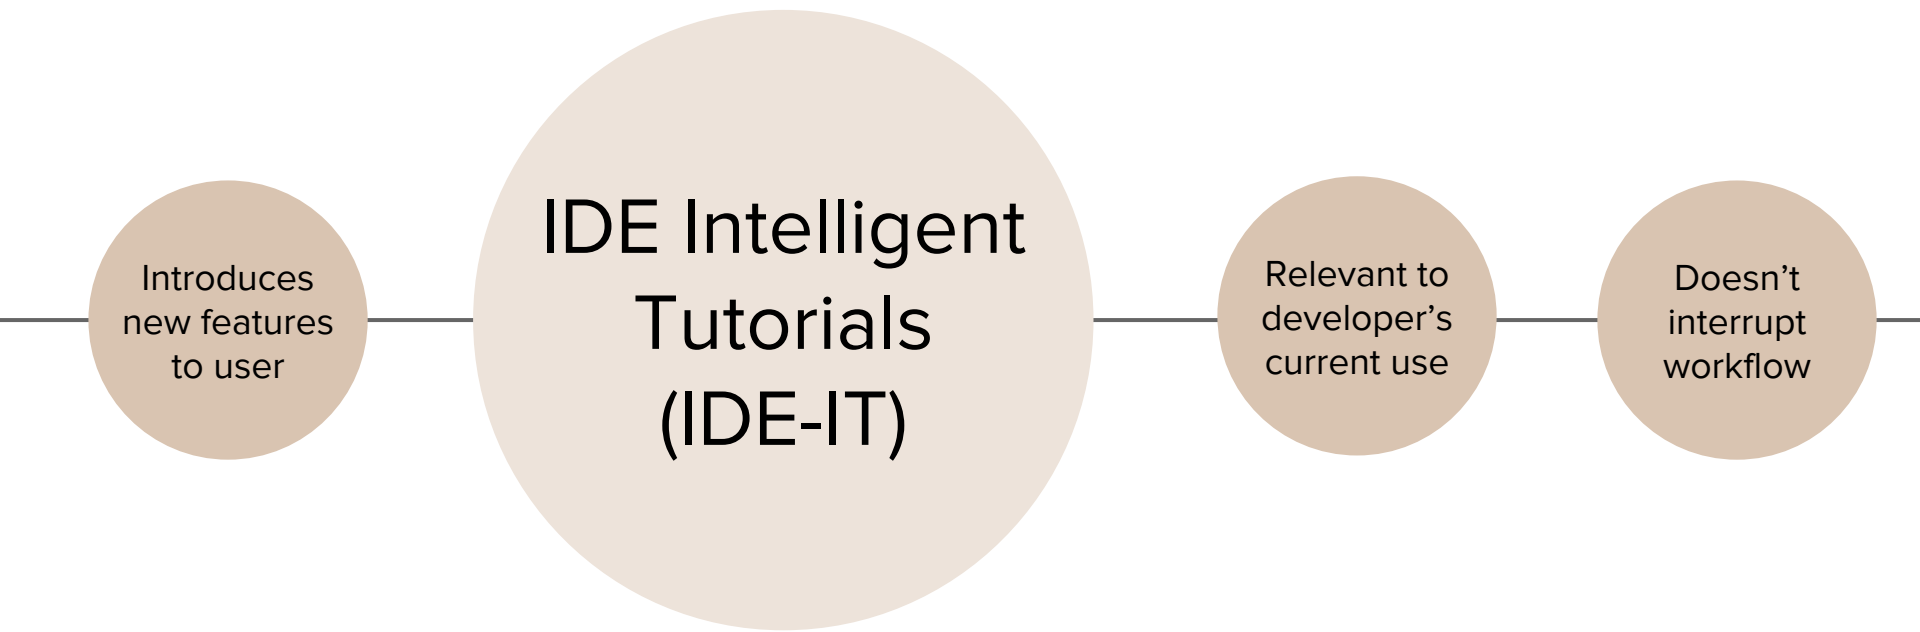 Introduces
new features
to user
IDE Intelligent
Tutorials
(IDE-IT)
Relevant to
developer’s
current use
Doesn’t
interrupt
workflow